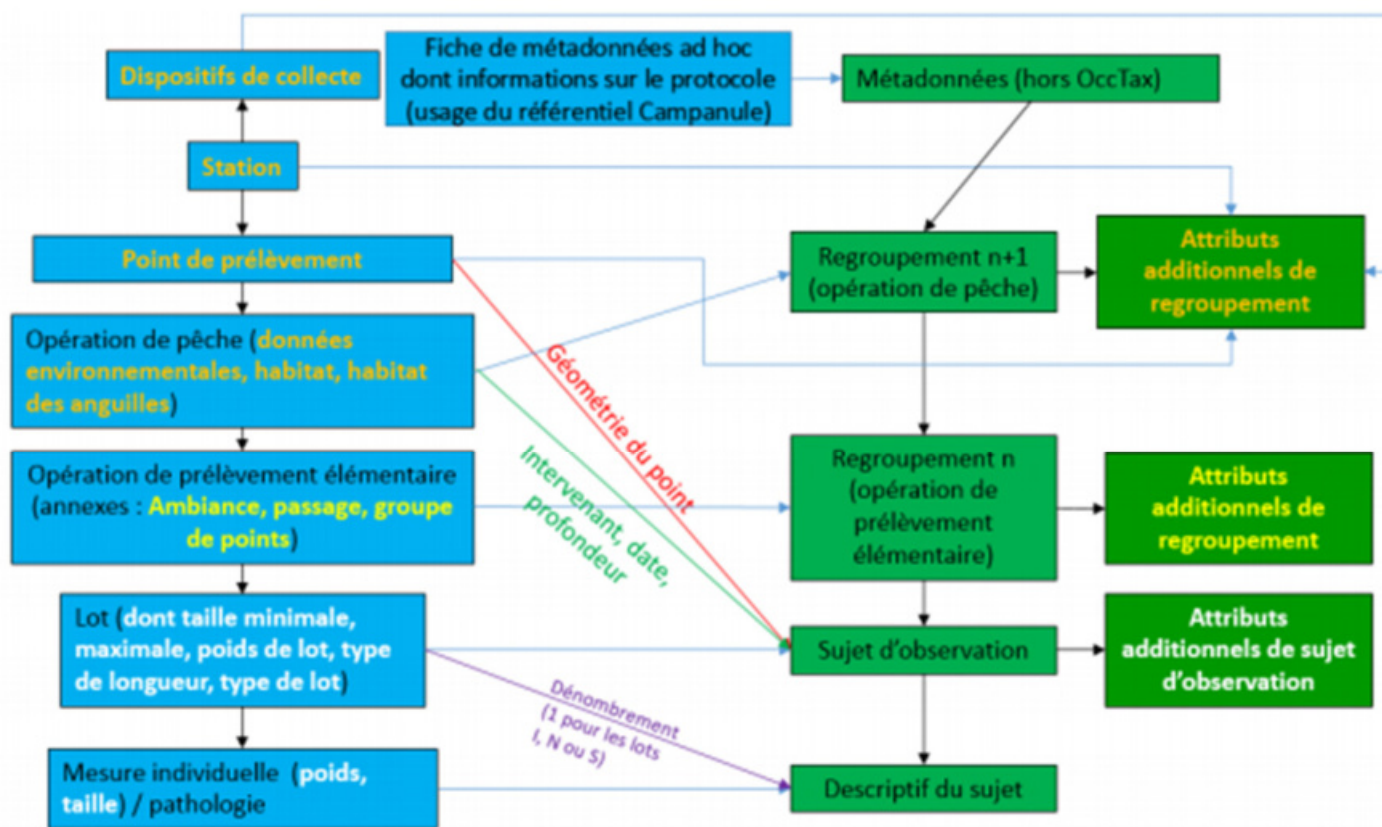 Dispositifs de collecte
Fiche de métadonnées ad hoc
dont informations sur le protocole
(usage du référentiel Campanule)
Métadonnées (hors OccTax)
Station
Point de prélèvement
Regroupement n+1
(opération de pêche)
Attributs
additionnels de
regroupement
Opération de pêche (données
environnementales, habitat, habitat
des anguilles)
Géométrie du point
Intervenant, date,
profondeur
Opération de prélèvement élémentaire
(annexes : Ambiance, passage, groupe
de points)
Regroupement n
(opération de
prélèvement
élémentaire)
Attributs
additionnels de
regroupement
Lot (dont taille minimale,
maximale, poids de lot, type
de longueur, type de lot)
Sujet d'observation
Attributs
additionnels de sujet
d'observation
Dénombrement
(1 pour les lots
I, N ou S)
Mesure individuelle (poids,
taille) / pathologie
Descriptif du sujet